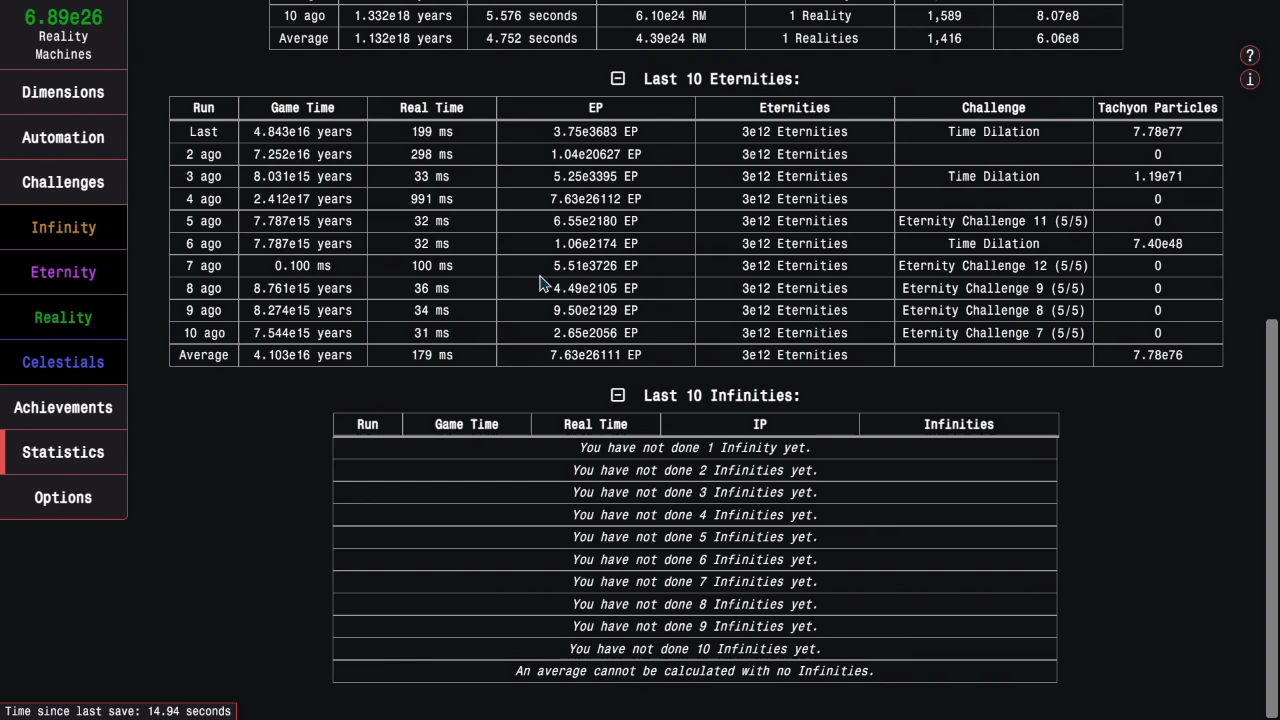 6.89e26
Reality
Machines
Dimensions
Automation
Challenges
Infinity
Eternity
Reality
Celestials
Achievements
Statistics
Options
10 ago 1.332e18 years 5.576 seconds 6.10e24 RM 1 Reality 1,589 8.07e8
Average 1.132e18 years 4.752 seconds 4.39e24 RM 1 Realities 1,416 6.06e8
? 
i
Last 10 Eternities:
Run Game Time Real Time EP Eternities Challenge Tachyon Particles
Last 4.843e16 years 199 ms 3.75e3683 EP 3e12 Eternities Time Dilation 7.78e77
2 ago 7.252e16 years 298 ms 1.04e20627 EP 3e12 Eternities 0
3 ago 8.031e15 years 33 ms 5.25e3395 EP 3e12 Eternities Time Dilation 1.19e71
4 ago 2.412e17 years 991 ms 7.63e26112 EP 3e12 Eternities 0
5 ago 7.787e15 years 32 ms 6.55e2180 EP 3e12 Eternities Eternity Challenge 11 (5/5) 0
6 ago 7.787e15 years 32 ms 1.06e2174 EP 3e12 Eternities Time Dilation 7.40e48
7 ago 0.100 ms 100 ms 5.51e3726 EP 3e12 Eternities Eternity Challenge 12 (5/5) 0
8 ago 8.761e15 years 36 ms 4.49e2105 EP 3e12 Eternities Eternity Challenge 9 (5/5) 0
9 ago 8.274e15 years 34 ms 9.50e2129 EP 3e12 Eternities Eternity Challenge 8 (5/5) 0
10 ago 7.544e15 years 31 ms 2.65e2056 EP 3e12 Eternities Eternity Challenge 7 (5/5) 0
Average 4.103e16 years 179 ms 7.63e26111 EP 3e12 Eternities 7.78e76
Last 10 Infinities:
Run Game Time Real Time IP Infinities
You have not done 1 Infinity yet.
You have not done 2 Infinities yet.
You have not done 3 Infinities yet.
You have not done 4 Infinities yet.
You have not done 5 Infinities yet.
You have not done 6 Infinities yet.
You have not done 7 Infinities yet.
You have not done 8 Infinities yet.
You have not done 9 Infinities yet.
You have not done 10 Infinities yet.
An average cannot be calculated with no Infinities.
Time since last save: 14.94 seconds